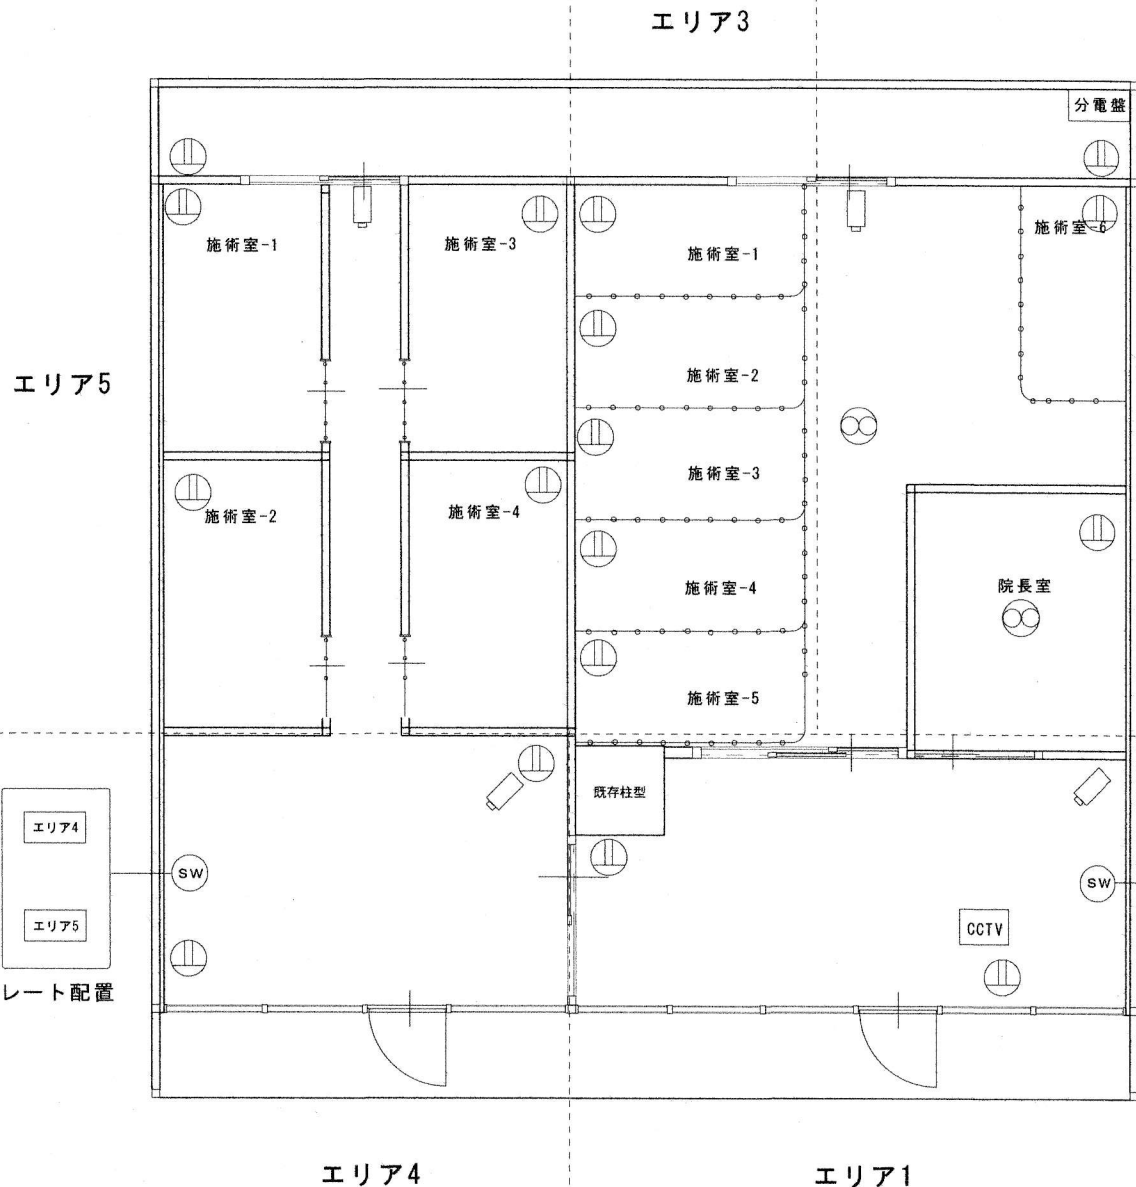 エリア3
分電盤
施術室-1
施術室-3
施術室-1
施術室-6
施術室-2
エリア5
施術室-3
施術室-2
施術室-4
施術室-4
院長室
施術室-5
既存柱型
エリア4
SW
SW
エリア5
CCTV
レート配置
エリア4
エリア1